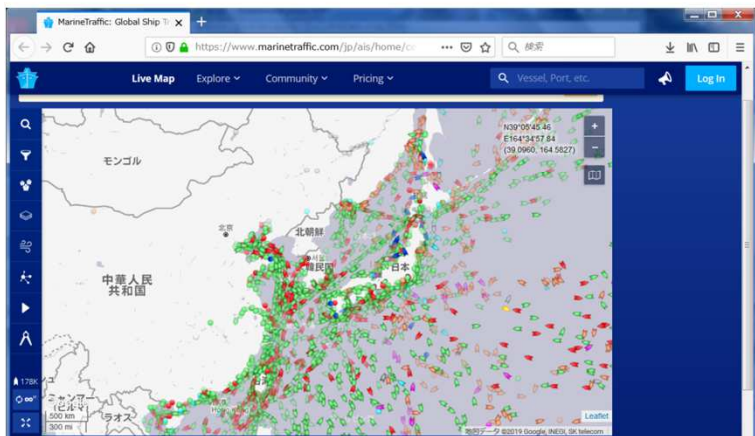 MarineTraffic: Global Ship Tr
https://www.marinetraffic.com/jp/ais/home/ce
検索
Live Map
Explore
Community
Pricing
Vessel, Port, etc.
Log In
N39°05'45.46
E164°34'57.84
(39.0960, 164.5827)
モンゴル
北京
北朝鮮
韓民国
日本
中華人民
共和国
178K
ラオス
500 km
300 mi
Leaflet
地図データ ©2019 Google, INEGI, SK telecom